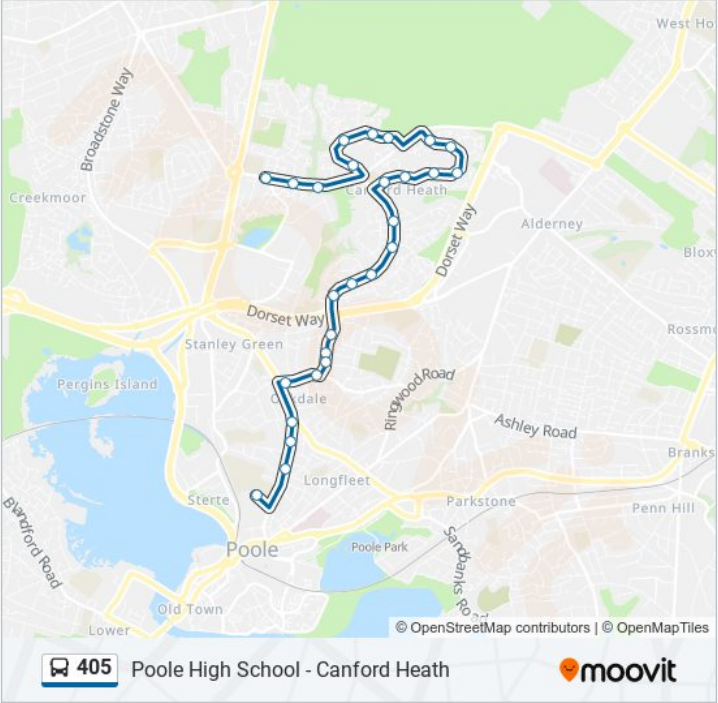 West Ho
Broadstone Way
Creekmoor
Canford Heath
Alderney
Dorset Way
Blox
Dorset Way
Rossmo
Stanley Green
Pergins Island
Ringwood Road
Oakdale
Ashley Road
Branks
Longfleet
Sterte
Parkstone
Penn Hill
Blandford Road
Poole
Poole Park
Sandbanks Road
Old Town
Lower
© OpenStreetMap contributors | © OpenMapTiles
405 Poole High School - Canford Heath
moovit